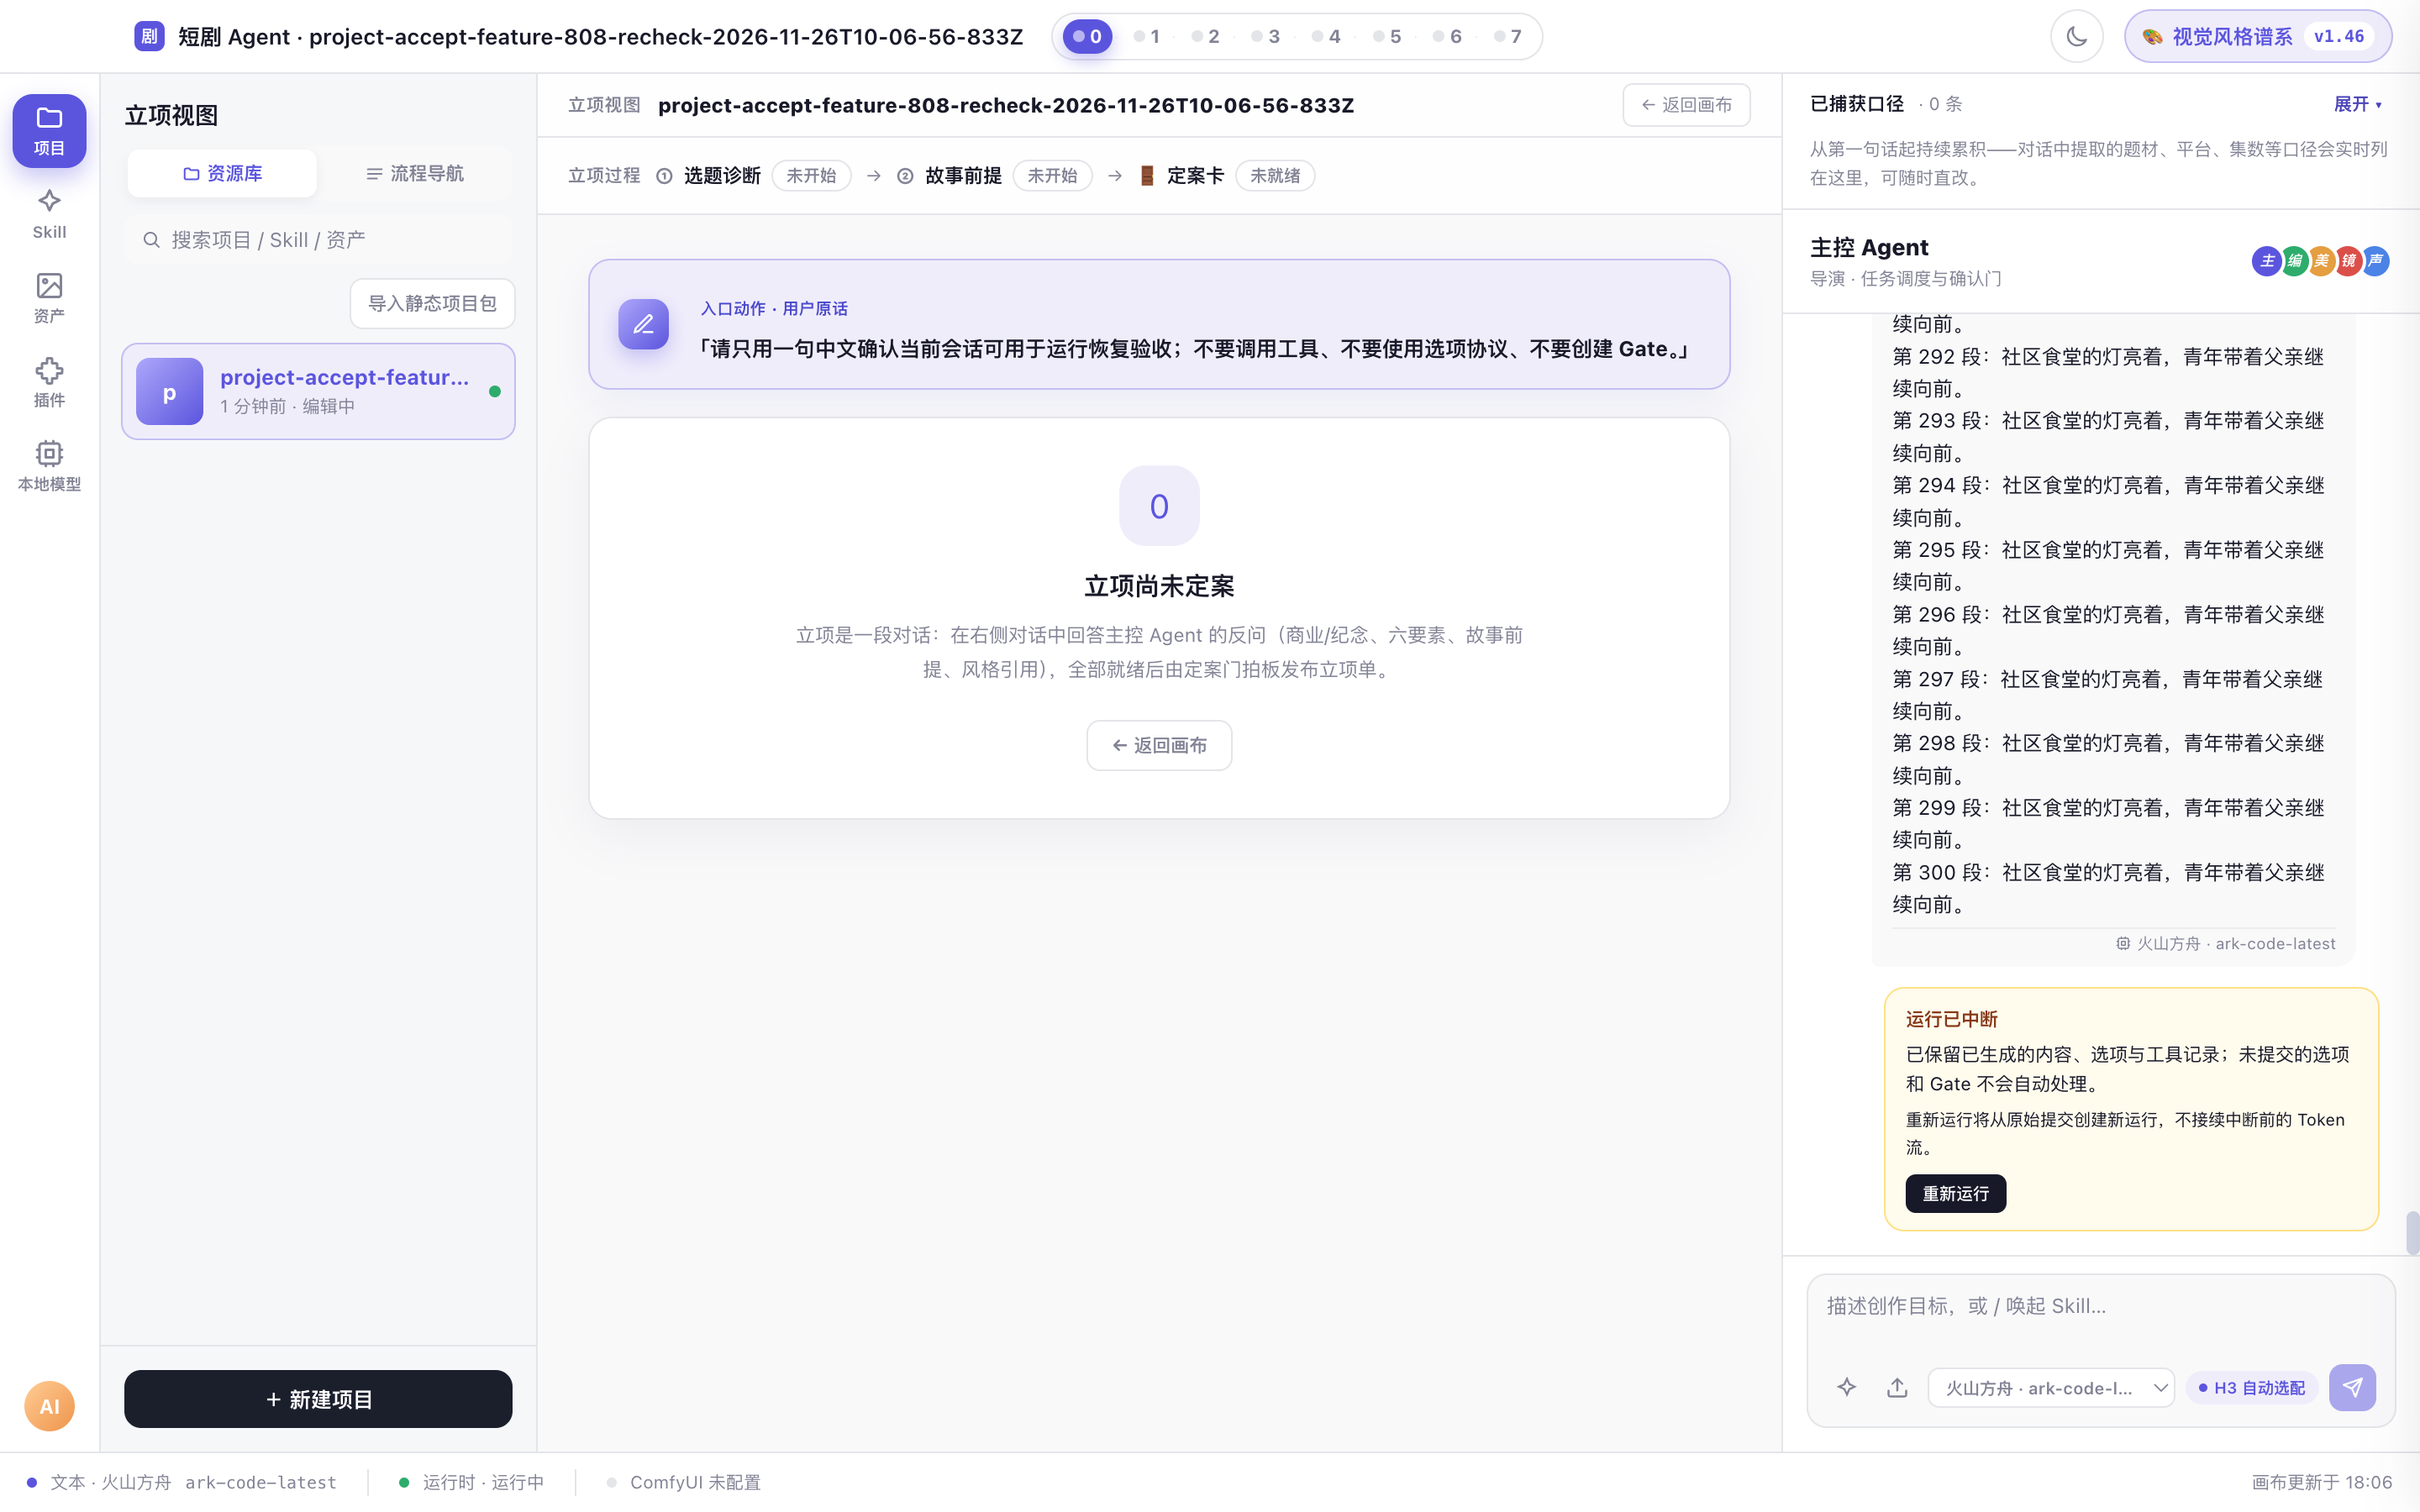 剧 短剧 Agent · project-accept-feature-808-recheck-2026-11-26T10-06-56-833Z
0 · 1 · 2 · 3 · 4 · 5 · 6 · 7
视觉风格谱系 v1.46
项目
Skill
资产
插件
本地模型
AI
立项视图
资源库
流程导航
搜索项目 / Skill / 资产
导入静态项目包
p
project-accept-featur...
1 分钟前 · 编辑中
+ 新建项目
立项视图 project-accept-feature-808-recheck-2026-11-26T10-06-56-833Z
← 返回画布
立项过程 ① 选题诊断 未开始 → ② 故事前提 未开始 → 定案卡 未就绪
入口动作 · 用户原话
「请只用一句中文确认当前会话可用于运行恢复验收；不要调用工具、不要使用选项协议、不要创建 Gate。」
0
立项尚未定案
立项是一段对话：在右侧对话中回答主控 Agent 的反问（商业/纪念、六要素、故事前
提、风格引用），全部就绪后由定案门拍板发布立项单。
← 返回画布
已捕获口径 · 0 条
展开 ▾
从第一句话起持续累积——对话中提取的题材、平台、集数等口径会实时列
在这里，可随时直改。
主控 Agent
导演 · 任务调度与确认门
主 编 美 镜 声
续向前。
第 292 段：社区食堂的灯亮着，青年带着父亲继
续向前。
第 293 段：社区食堂的灯亮着，青年带着父亲继
续向前。
第 294 段：社区食堂的灯亮着，青年带着父亲继
续向前。
第 295 段：社区食堂的灯亮着，青年带着父亲继
续向前。
第 296 段：社区食堂的灯亮着，青年带着父亲继
续向前。
第 297 段：社区食堂的灯亮着，青年带着父亲继
续向前。
第 298 段：社区食堂的灯亮着，青年带着父亲继
续向前。
第 299 段：社区食堂的灯亮着，青年带着父亲继
续向前。
第 300 段：社区食堂的灯亮着，青年带着父亲继
续向前。
火山方舟 · ark-code-latest
运行已中断
已保留已生成的内容、选项与工具记录；未提交的选项
和 Gate 不会自动处理。
重新运行将从原始提交创建新运行，不接续中断前的 Token
流。
重新运行
描述创作目标，或 / 唤起 Skill...
火山方舟 · ark-code-l...
H3 自动选配
文本 · 火山方舟 ark-code-latest
运行时 · 运行中
ComfyUI 未配置
画布更新于 18:06